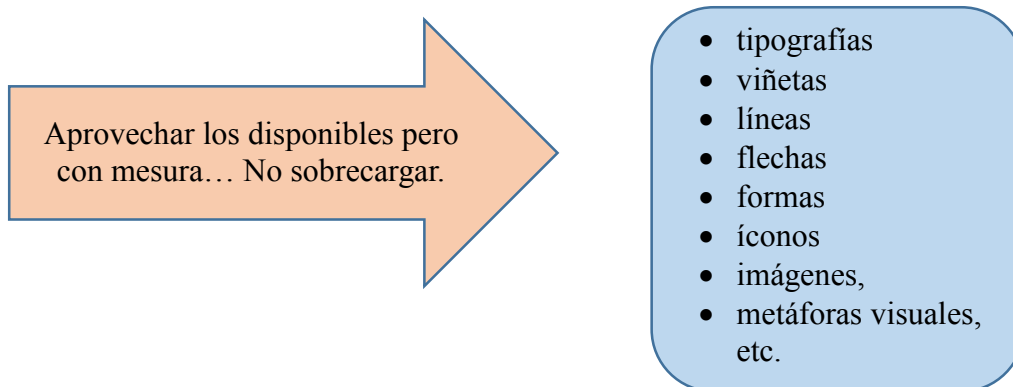 Aprovechar los disponibles pero
con mesura… No sobrecargar.
• tipografías
• viñetas
• líneas
• flechas
• formas
• íconos
• imágenes,
• metáforas visuales,
etc.